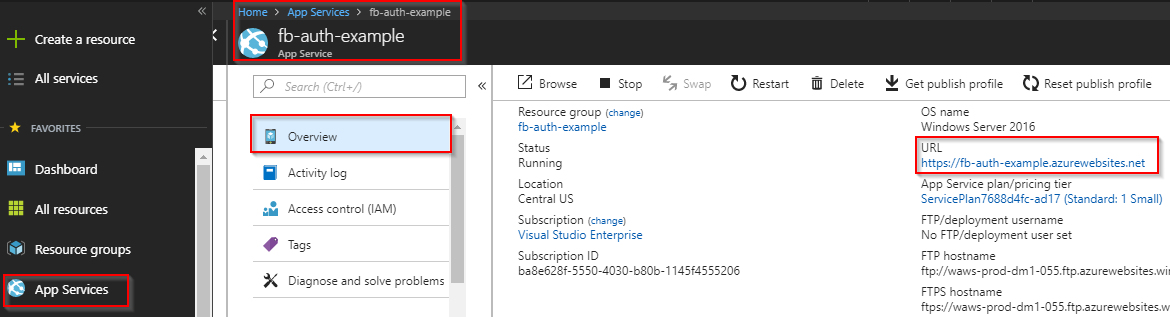 Create a resource
All services
FAVORITES
Dashboard
All resources
Resource groups
App Services
Home > App Services > fb-auth-example
fb-auth-example
App Service
Search (Ctrl+/)
Overview
Activity log
Access control (IAM)
Tags
Diagnose and solve problems
Browse Stop Swap Restart Delete Get publish profile Reset publish profile
Resource group (change)
fb-auth-example
Status
Running
Location
Central US
Subscription (change)
Visual Studio Enterprise
Subscription ID
ba8e628f-5550-4030-b80b-1145f4555206
OS name
Windows Server 2016
URL
https://fb-auth-example.azurewebsites.net
App Service plan/pricing tier
ServicePlan7688d4fc-ad17 (Standard: 1 Small)
FTP/deployment username
No FTP/deployment user set
FTP hostname
ftp://waws-prod-dm1-055.ftp.azurewebsites.win
FTPS hostname
ftps://waws-prod-dm1-055.ftp.azurewebsites.w